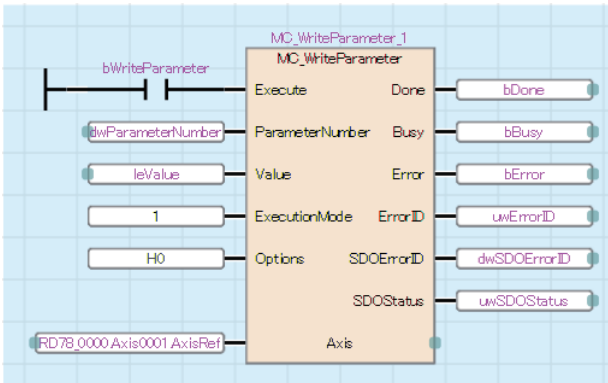 MC_WriteParameter_1
MC_WriteParameter
bWriteParameter
Execute Done bDone
dwParameterNumber ParameterNumber Busy bBusy
leValue Value Error bError
1 ExecutionMode ErrorID uwErrorID
H0 Options SDOErrorID dwSDOErrorID
SDOStatus uwSDOStatus
RD78_0000.Axis0001.AxisRef Axis